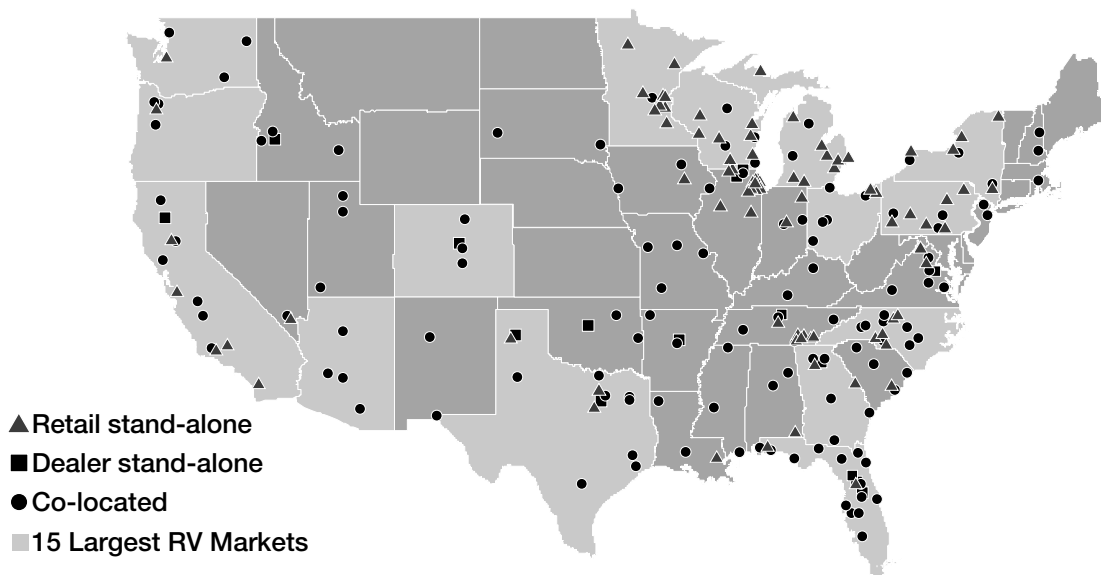 Retail stand-alone
Dealer stand-alone
Co-located
15 Largest RV Markets